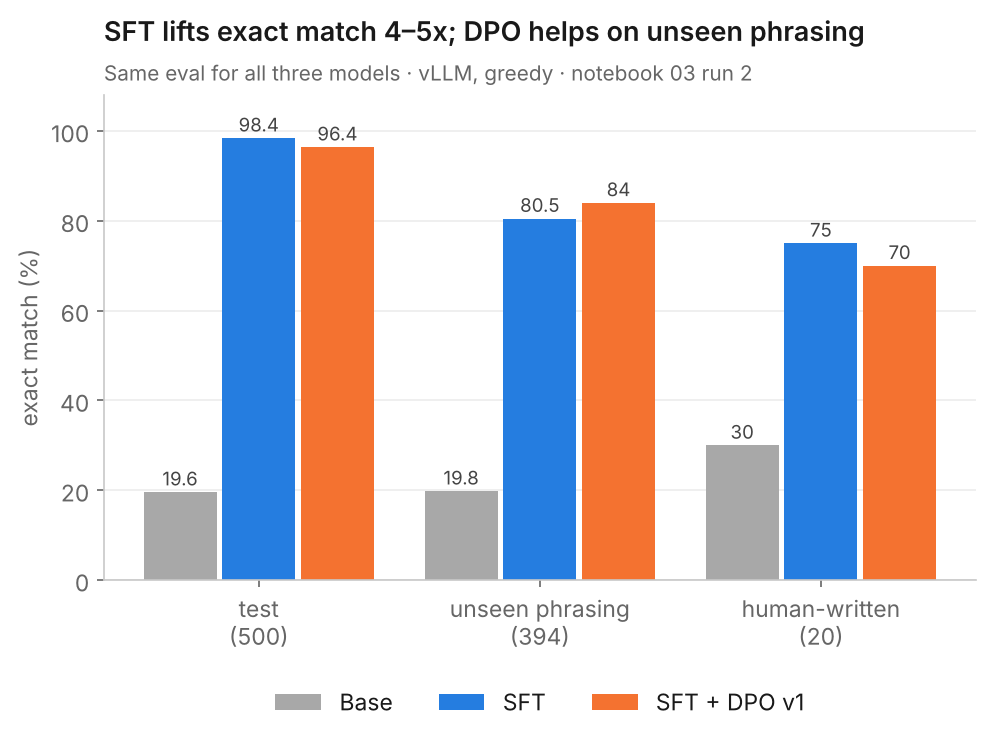 SFT lifts exact match 4–5x; DPO helps on unseen phrasing
Same eval for all three models · vLLM, greedy · notebook 03 run 2
exact match (%)
100
80
60
40
20
0
19.6
98.4
96.4
19.8
80.5
84
30
75
70
test
(500)
unseen phrasing
(394)
human-written
(20)
Base
SFT
SFT + DPO v1